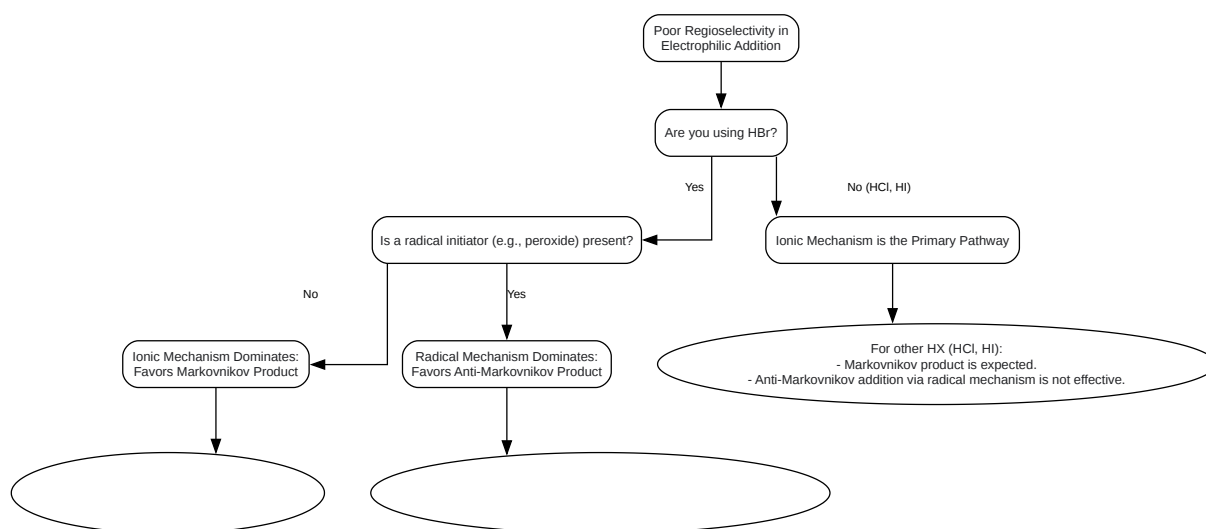 Poor Regioselectivity in
Electrophilic Addition
Are you using HBr?
Yes
No (HCl, HI)
Is a radical initiator (e.g., peroxide) present?
Ionic Mechanism is the Primary Pathway
No
Yes
Ionic Mechanism Dominates:
Favors Markovnikov Product
Radical Mechanism Dominates:
Favors Anti-Markovnikov Product
For other HX (HCl, HI):
- Markovnikov product is expected.
- Anti-Markovnikov addition via radical mechanism is not effective.